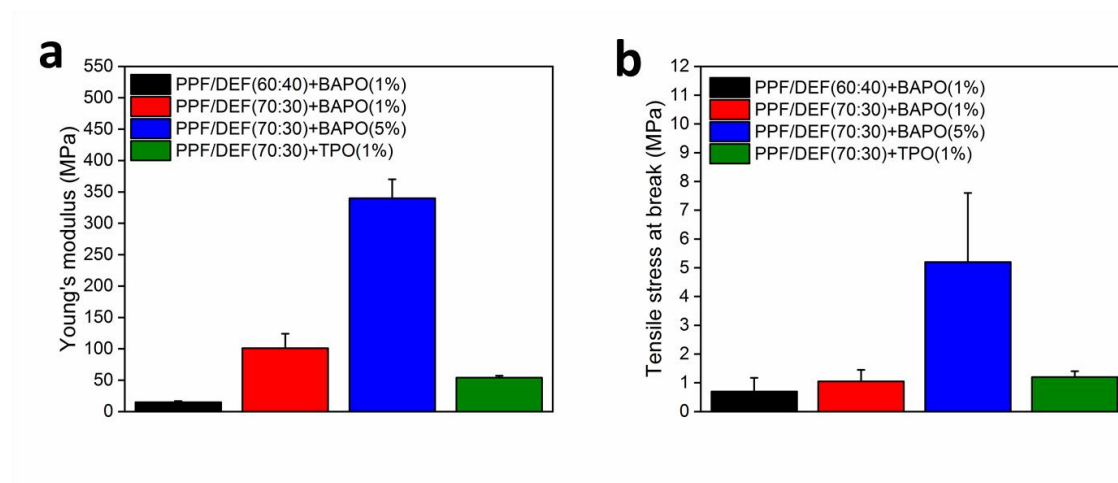 a
550
500
450
400
350
300
250
200
150
100
50
0
Young's modulus (MPa)
PPF/DEF(60:40)+BAPO(1%)
PPF/DEF(70:30)+BAPO(1%)
PPF/DEF(70:30)+BAPO(5%)
PPF/DEF(70:30)+TPO(1%)
b
12
11
10
9
8
7
6
5
4
3
2
1
0
Tensile stress at break (MPa)
PPF/DEF(60:40)+BAPO(1%)
PPF/DEF(70:30)+BAPO(1%)
PPF/DEF(70:30)+BAPO(5%)
PPF/DEF(70:30)+TPO(1%)